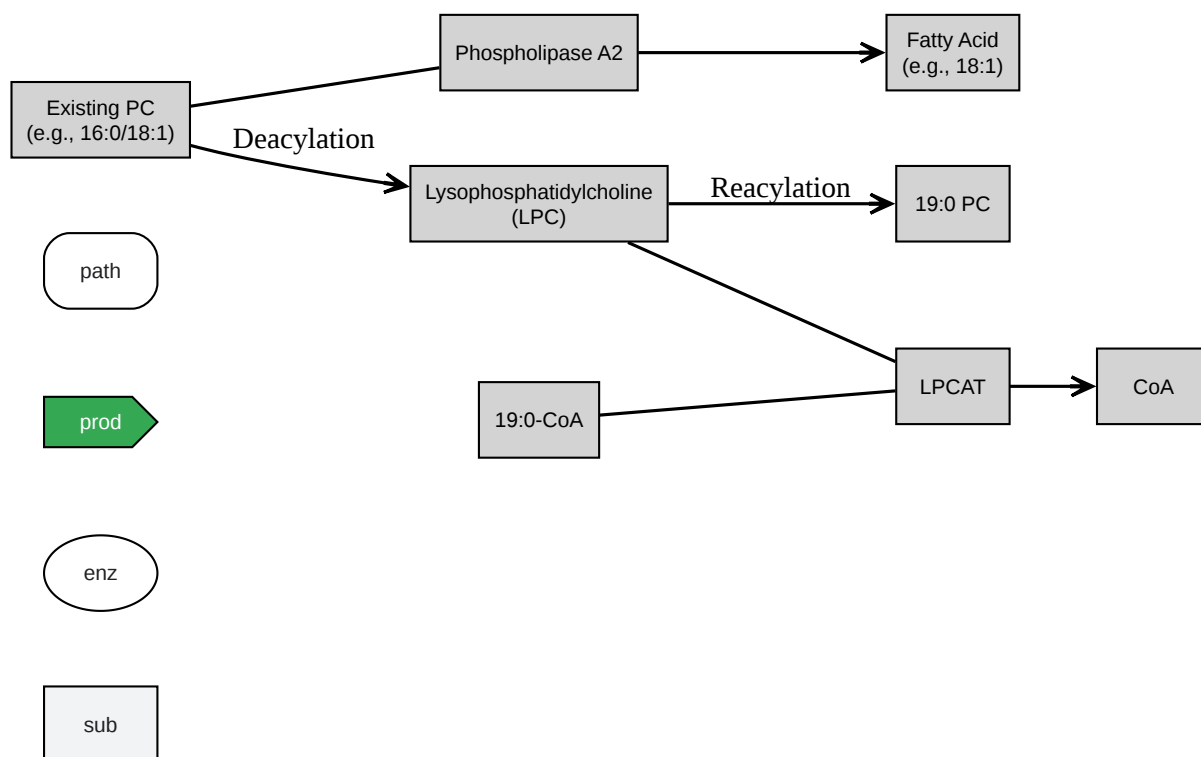 Phospholipase A2
Fatty Acid
(e.g., 18:1)
Existing PC
(e.g., 16:0/18:1)
Deacylation
Lysophosphatidylcholine
(LPC)
Reacylation
19:0 PC
path
LPCAT
CoA
19:0-CoA
prod
enz
sub